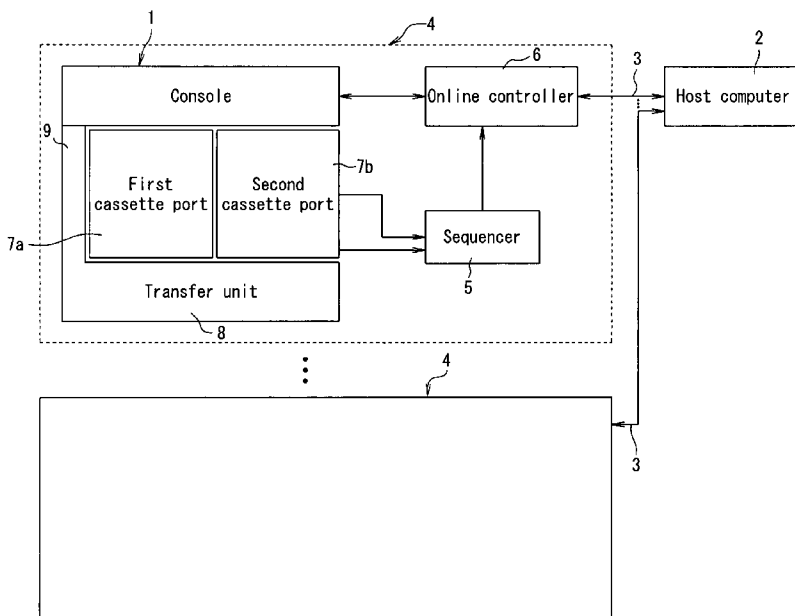 4
1
6
3
2
Console
Online controller
Host computer
9
7b
First
cassette port
Second
cassette port
7a
Sequencer
5
Transfer unit
8
4
3